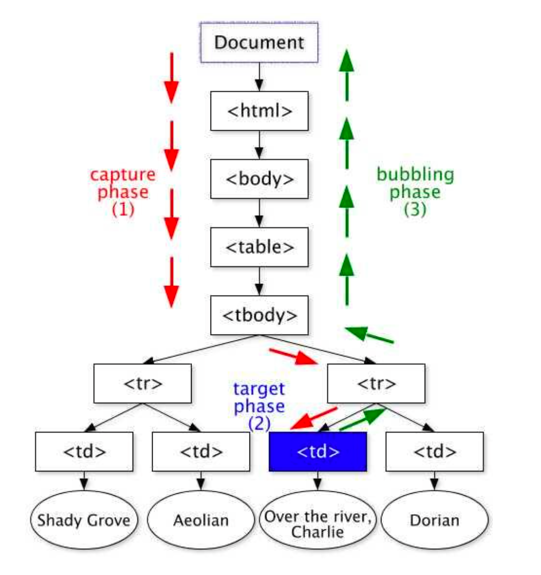 Document
<html>
capture
phase
(1)
<body>
bubbling
phase
(3)
<table>
<tbody>
<tr>
target
phase
(2)
<tr>
<td>
<td>
<td>
<td>
Shady Grove
Aeolian
Over the river,
Charlie
Dorian